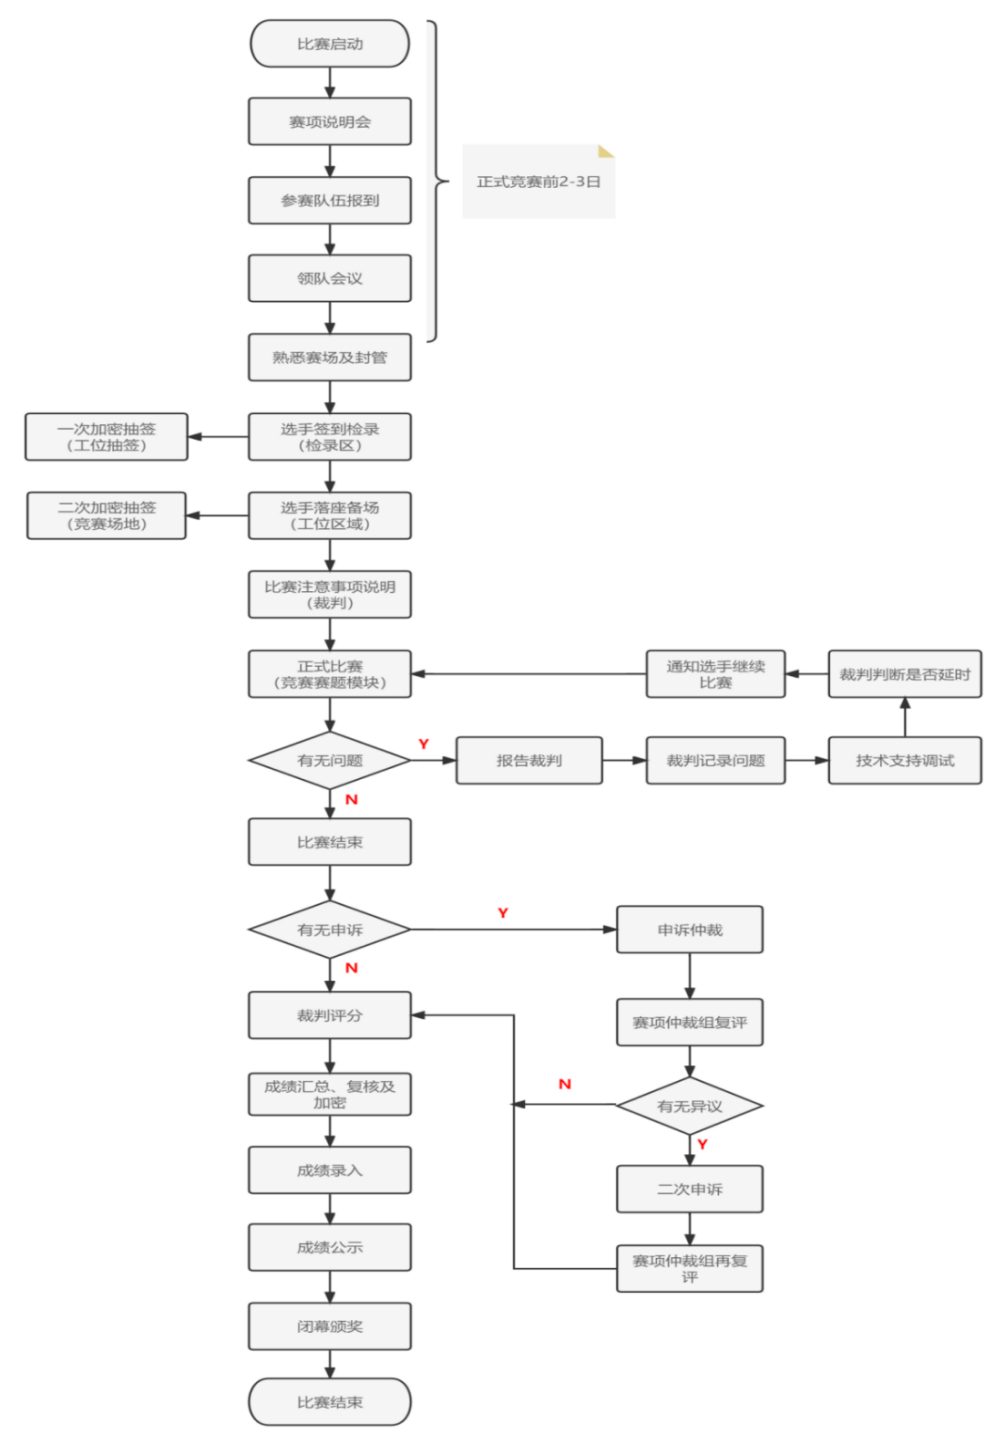 比赛启动
赛项说明会
正式竞赛前2-3日
参赛队伍报到
领队会议
熟悉赛场及封管
一次加密抽签
（工位抽签）
选手签到检录
（检录区）
二次加密抽签
（竞赛场地）
选手落座备场
（工位区域）
比赛注意事项说明
（裁判）
正式比赛
（竞赛赛题模块）
通知选手继续
比赛
裁判判断是否延时
有无问题
Y
报告裁判
裁判记录问题
技术支持调试
N
比赛结束
有无申诉
Y
申诉仲裁
N
裁判评分
赛项仲裁组复评
成绩汇总、复核及
加密
N
有无异议
Y
成绩录入
二次申诉
成绩公示
赛项仲裁组再复
评
闭幕颁奖
比赛结束